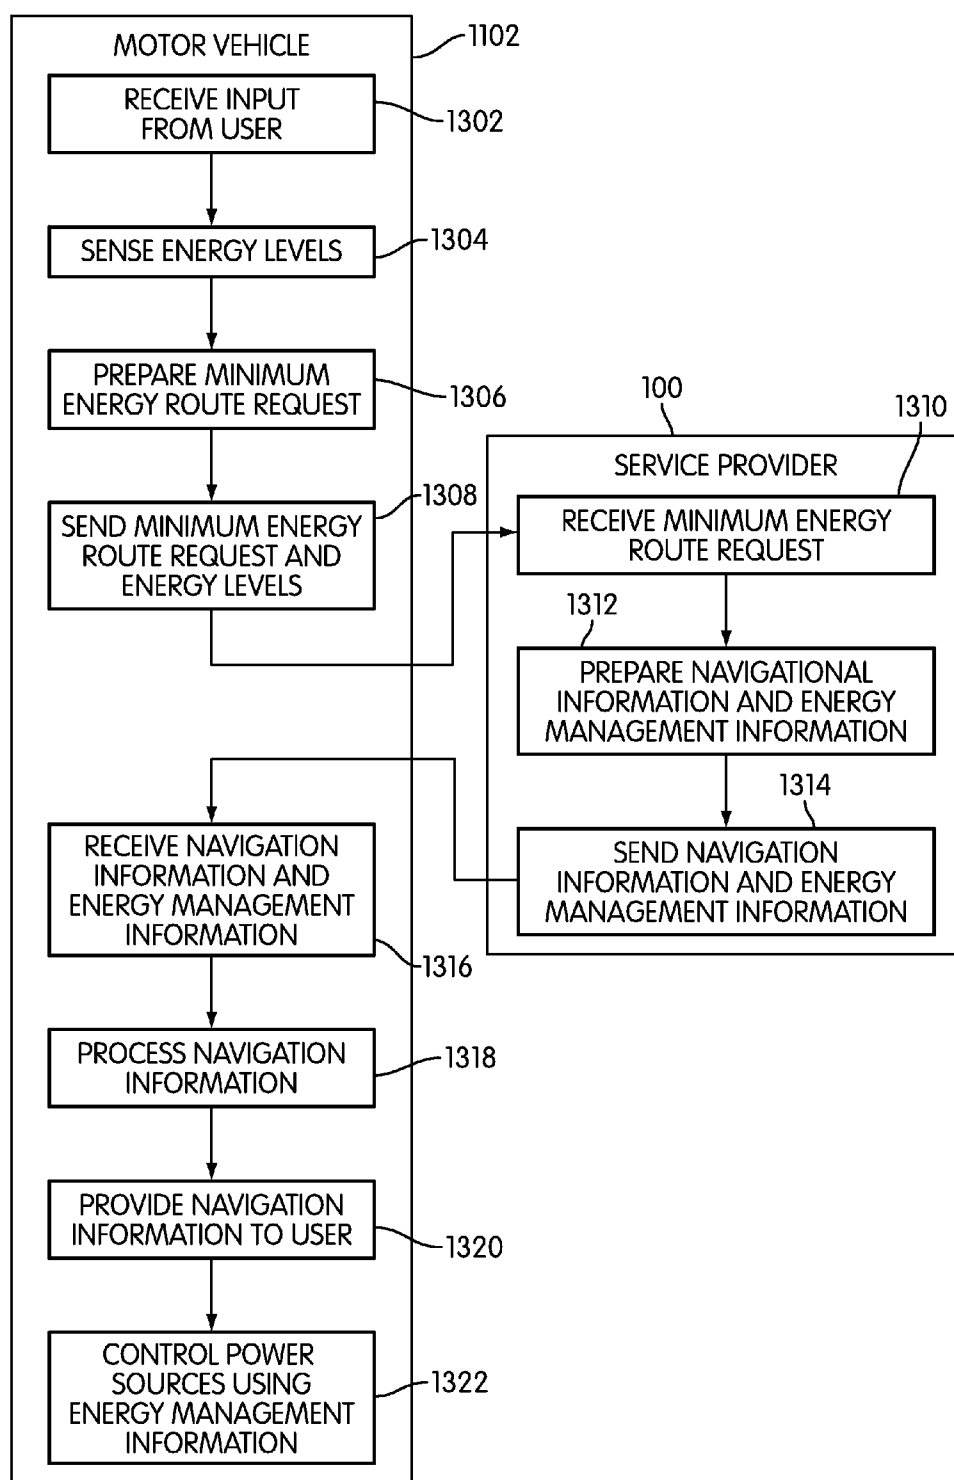 MOTOR VEHICLE
1102
RECEIVE INPUT
FROM USER
1302
SENSE ENERGY LEVELS
1304
PREPARE MINIMUM
ENERGY ROUTE REQUEST
1306
SEND MINIMUM ENERGY
ROUTE REQUEST AND
ENERGY LEVELS
1308
100
SERVICE PROVIDER
1310
RECEIVE MINIMUM ENERGY
ROUTE REQUEST
1312
PREPARE NAVIGATIONAL
INFORMATION AND ENERGY
MANAGEMENT INFORMATION
1314
SEND NAVIGATION
INFORMATION AND ENERGY
MANAGEMENT INFORMATION
RECEIVE NAVIGATION
INFORMATION AND
ENERGY MANAGEMENT
INFORMATION
1316
PROCESS NAVIGATION
INFORMATION
1318
PROVIDE NAVIGATION
INFORMATION TO USER
1320
CONTROL POWER
SOURCES USING
ENERGY MANAGEMENT
INFORMATION
1322